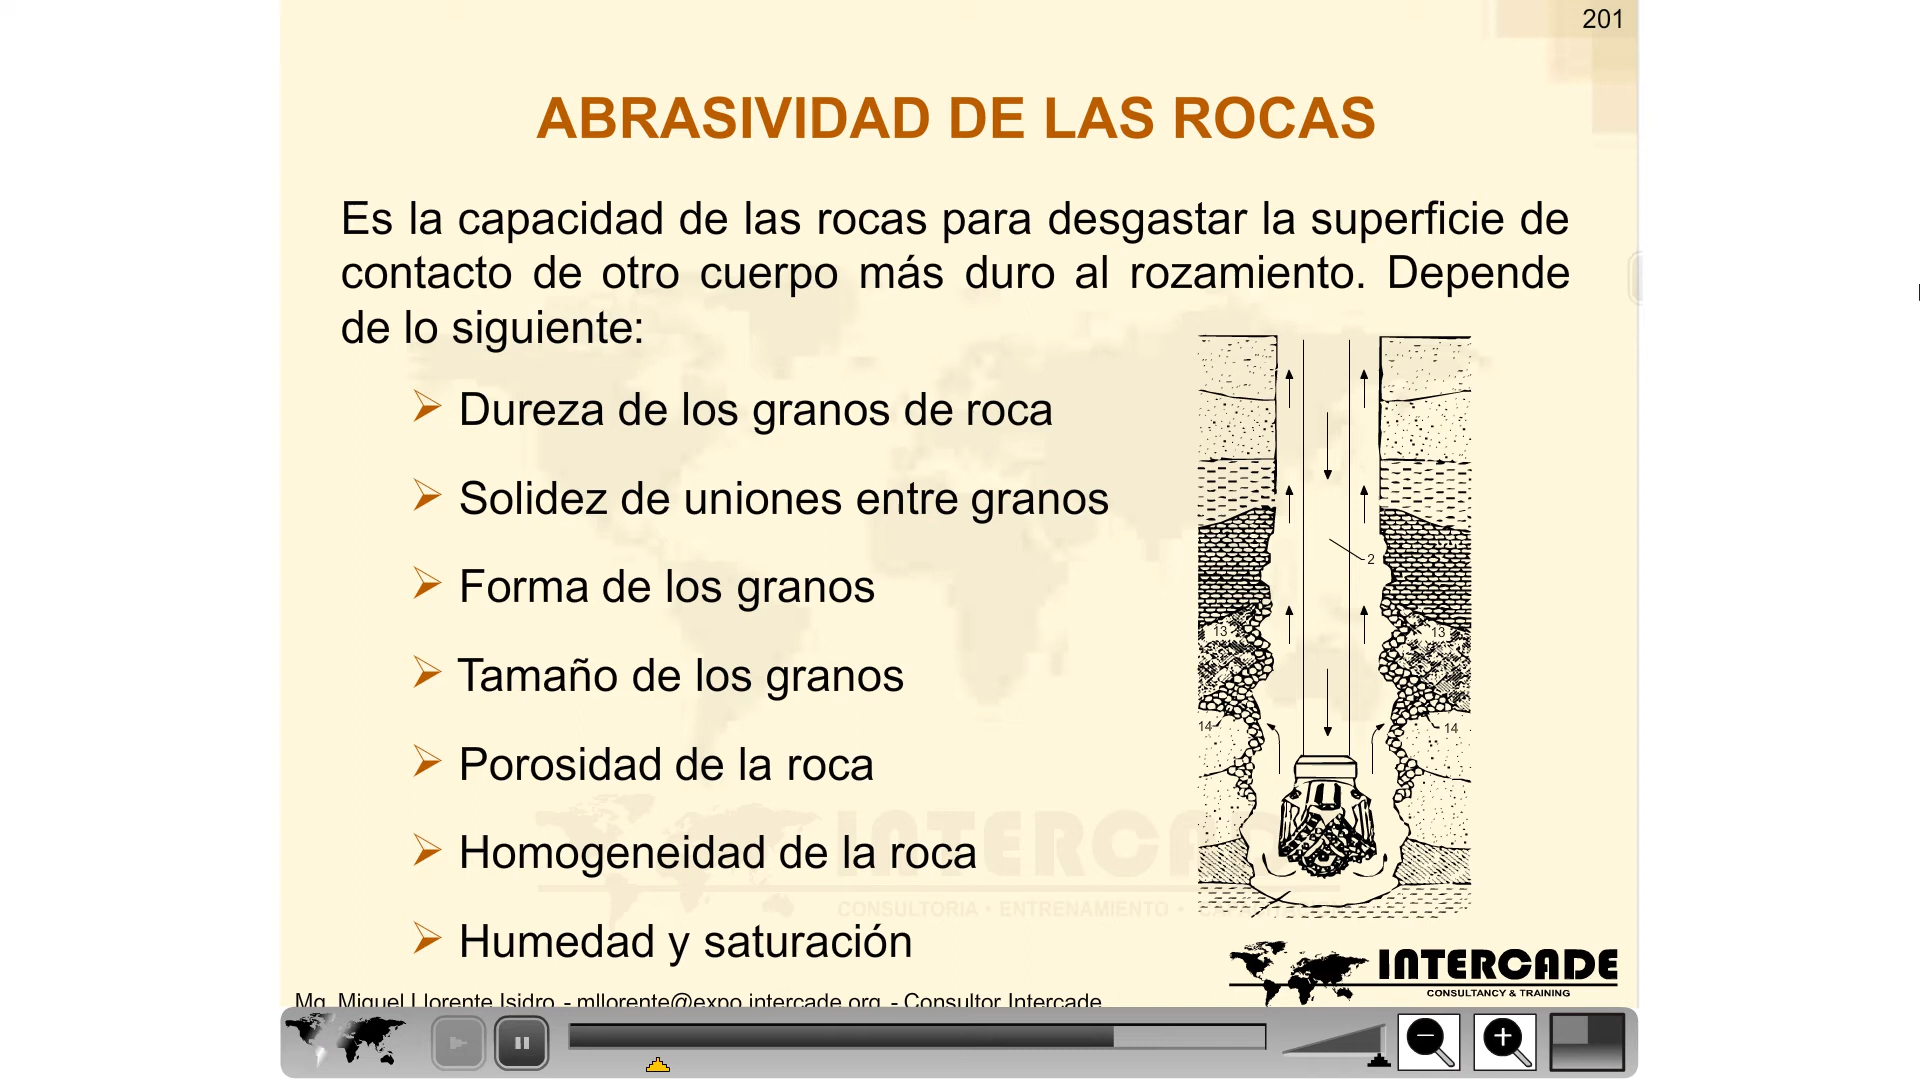 201
ABRASIVIDAD DE LAS ROCAS
Es la capacidad de las rocas para desgastar la superficie de
contacto de otro cuerpo más duro al rozamiento. Depende
de lo siguiente:
Dureza de los granos de roca
Solidez de uniones entre granos
Forma de los granos
Tamaño de los granos
Porosidad de la roca
Homogeneidad de la roca
Humedad y saturación
2
13
13
14
14
INTERCADE
CONSULTORIA • ENTRENAMIENTO •
INTERCADE
CONSULTANCY & TRAINING
Mg. Miguel Llorente Isidro - mllorente@expo.intercade.org - Consultor Intercade